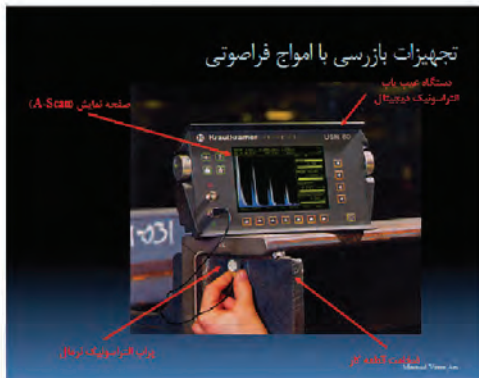 تجهیزات بازرسی با امواج فراصوتی
دستگاه عیب یاب
التراسونیک دیجیتال
صفحه نمایش (A-Scan)
Krautkramer
USN 60
پراب التراسونیک نرمال
قطعه کار